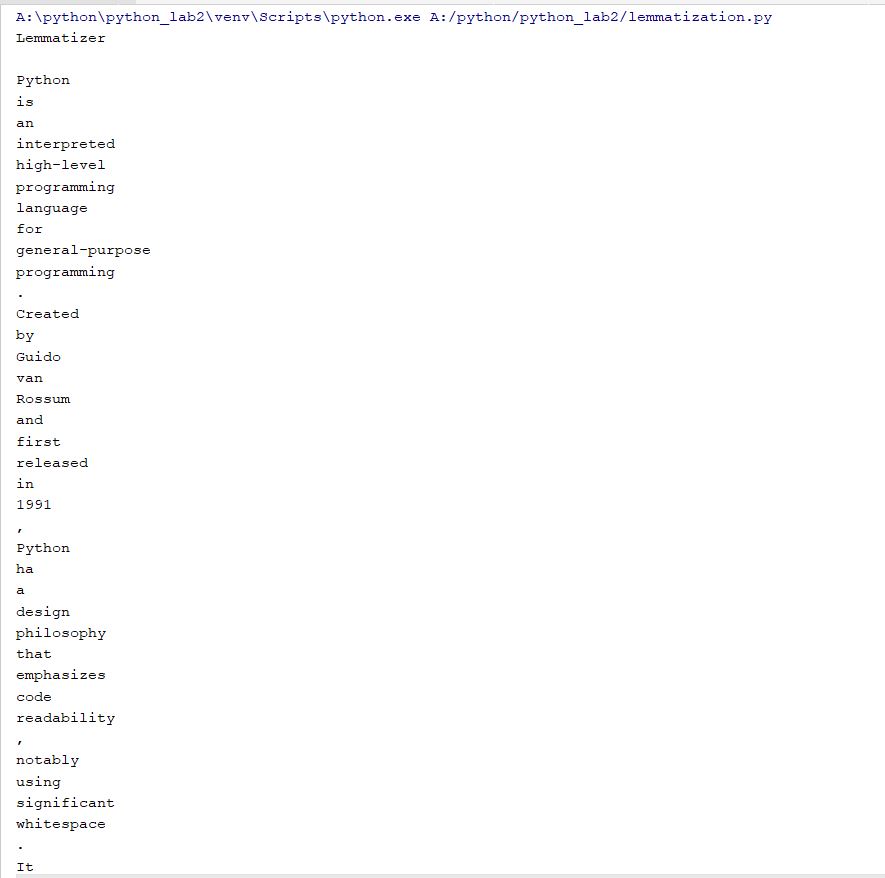 A:\python\python_lab2\venv\Scripts\python.exe A:/python/python_lab2/lemmatization.py
Lemmatizer
Python
is
an
interpreted
high-level
programming
language
for
general-purpose
programming
.
Created
by
Guido
van
Rossum
and
first
released
in
1991
,
Python
ha
a
design
philosophy
that
emphasizes
code
readability
,
notably
using
significant
whitespace
.
It